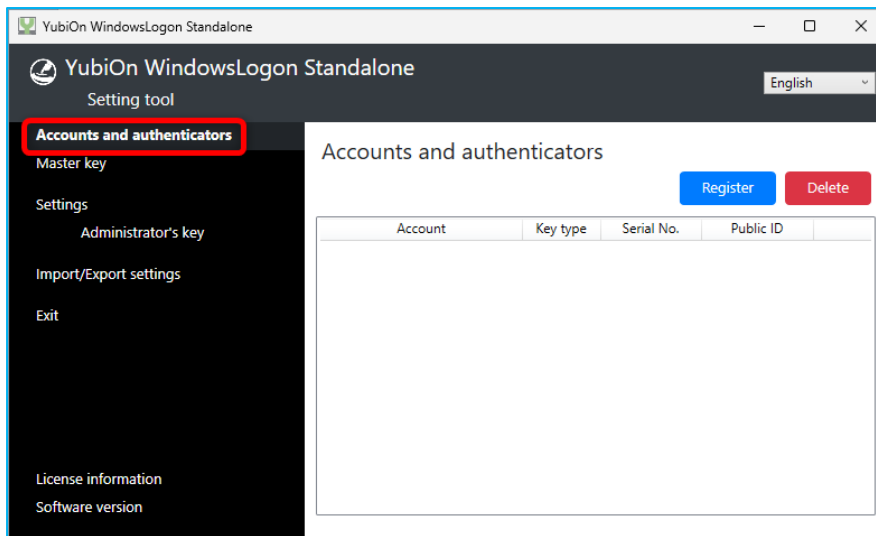 YubiOn WindowsLogon Standalone
YubiOn WindowsLogon Standalone
Setting tool
English
Accounts and authenticators
Master key
Settings
Administrator's key
Import/Export settings
Exit
License information
Software version
Accounts and authenticators
Register Delete
Account Key type Serial No. Public ID